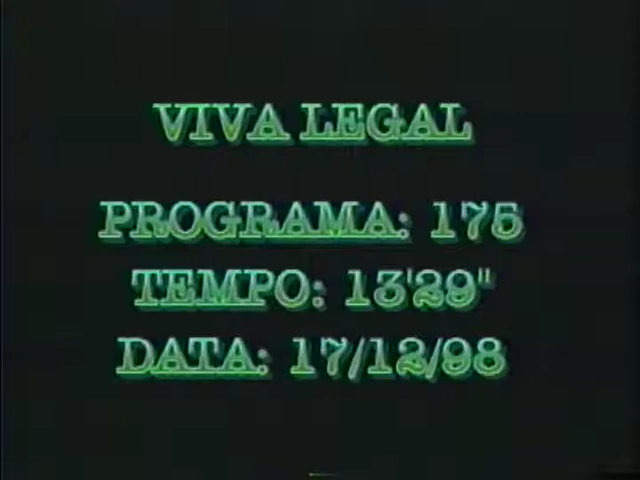 VIVA LEGAL
PROGRAMA: 175
TEMPO: 13'29"
DATA: 17/12/98